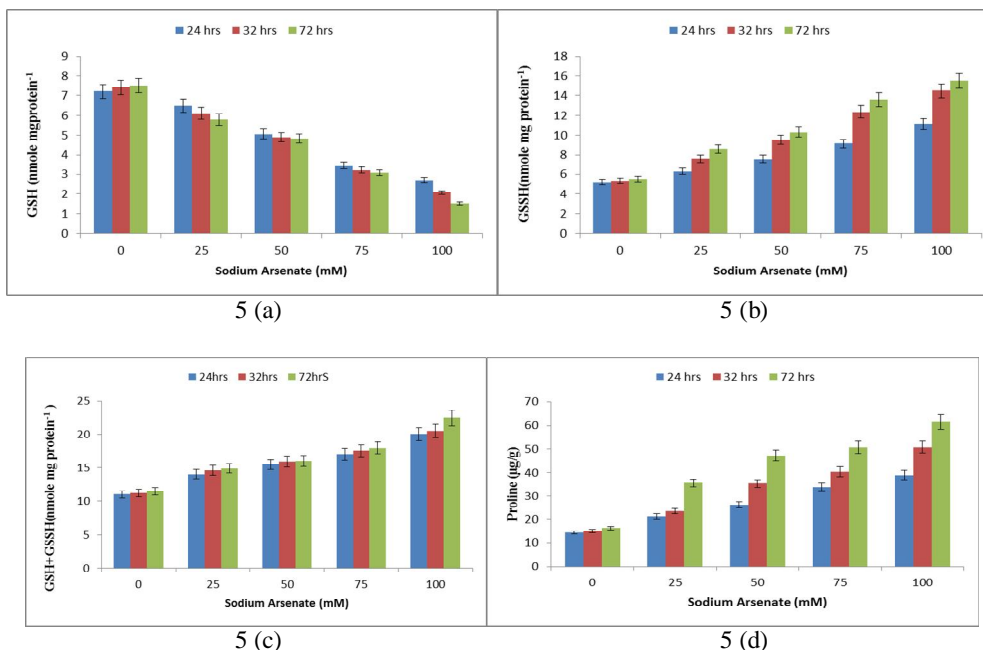 24 hrs 32 hrs 72 hrs
9
8
7
6
5
4
3
2
1
0
GSH (nmole mgprotein-1)
0 25 50 75 100
Sodium Arsenate (mM)
5 (a)
24 hrs 32 hrs 72 hrs
18
16
14
12
10
8
6
4
2
0
GSSH(nmole mg protein-1)
0 25 50 75 100
Sodium Arsenate (mM)
5 (b)
24hrs 32hrs 72hrS
25
20
15
10
5
0
GSH+GSSH(nmole mg protein-1)
0 25 50 75 100
Sodium Arsenate (mM)
5 (c)
24 hrs 32 hrs 72 hrs
70
60
50
40
30
20
10
0
Proline (µg/g)
0 25 50 75 100
Sodium Arsenate (mM)
5 (d)